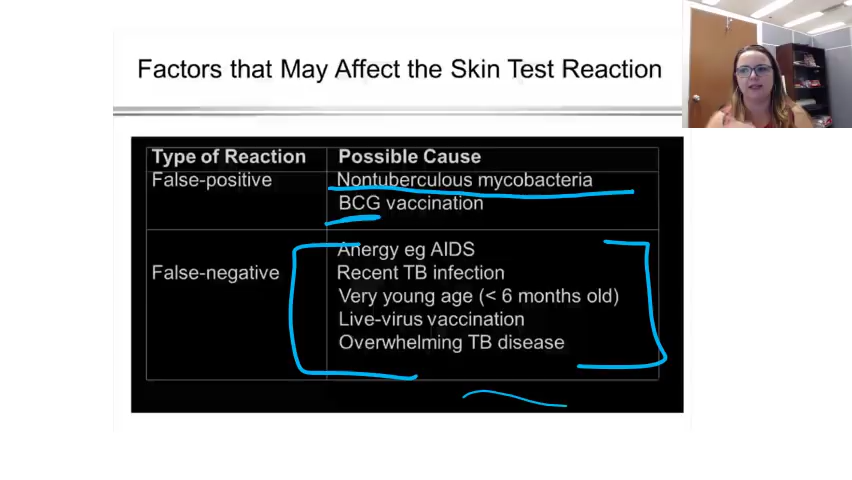 Factors that May Affect the Skin Test Reaction
Type of Reaction Possible Cause
False-positive Nontuberculous mycobacteria
BCG vaccination
Anergy eg AIDS
False-negative Recent TB infection
Very young age (< 6 months old)
Live-virus vaccination
Overwhelming TB disease